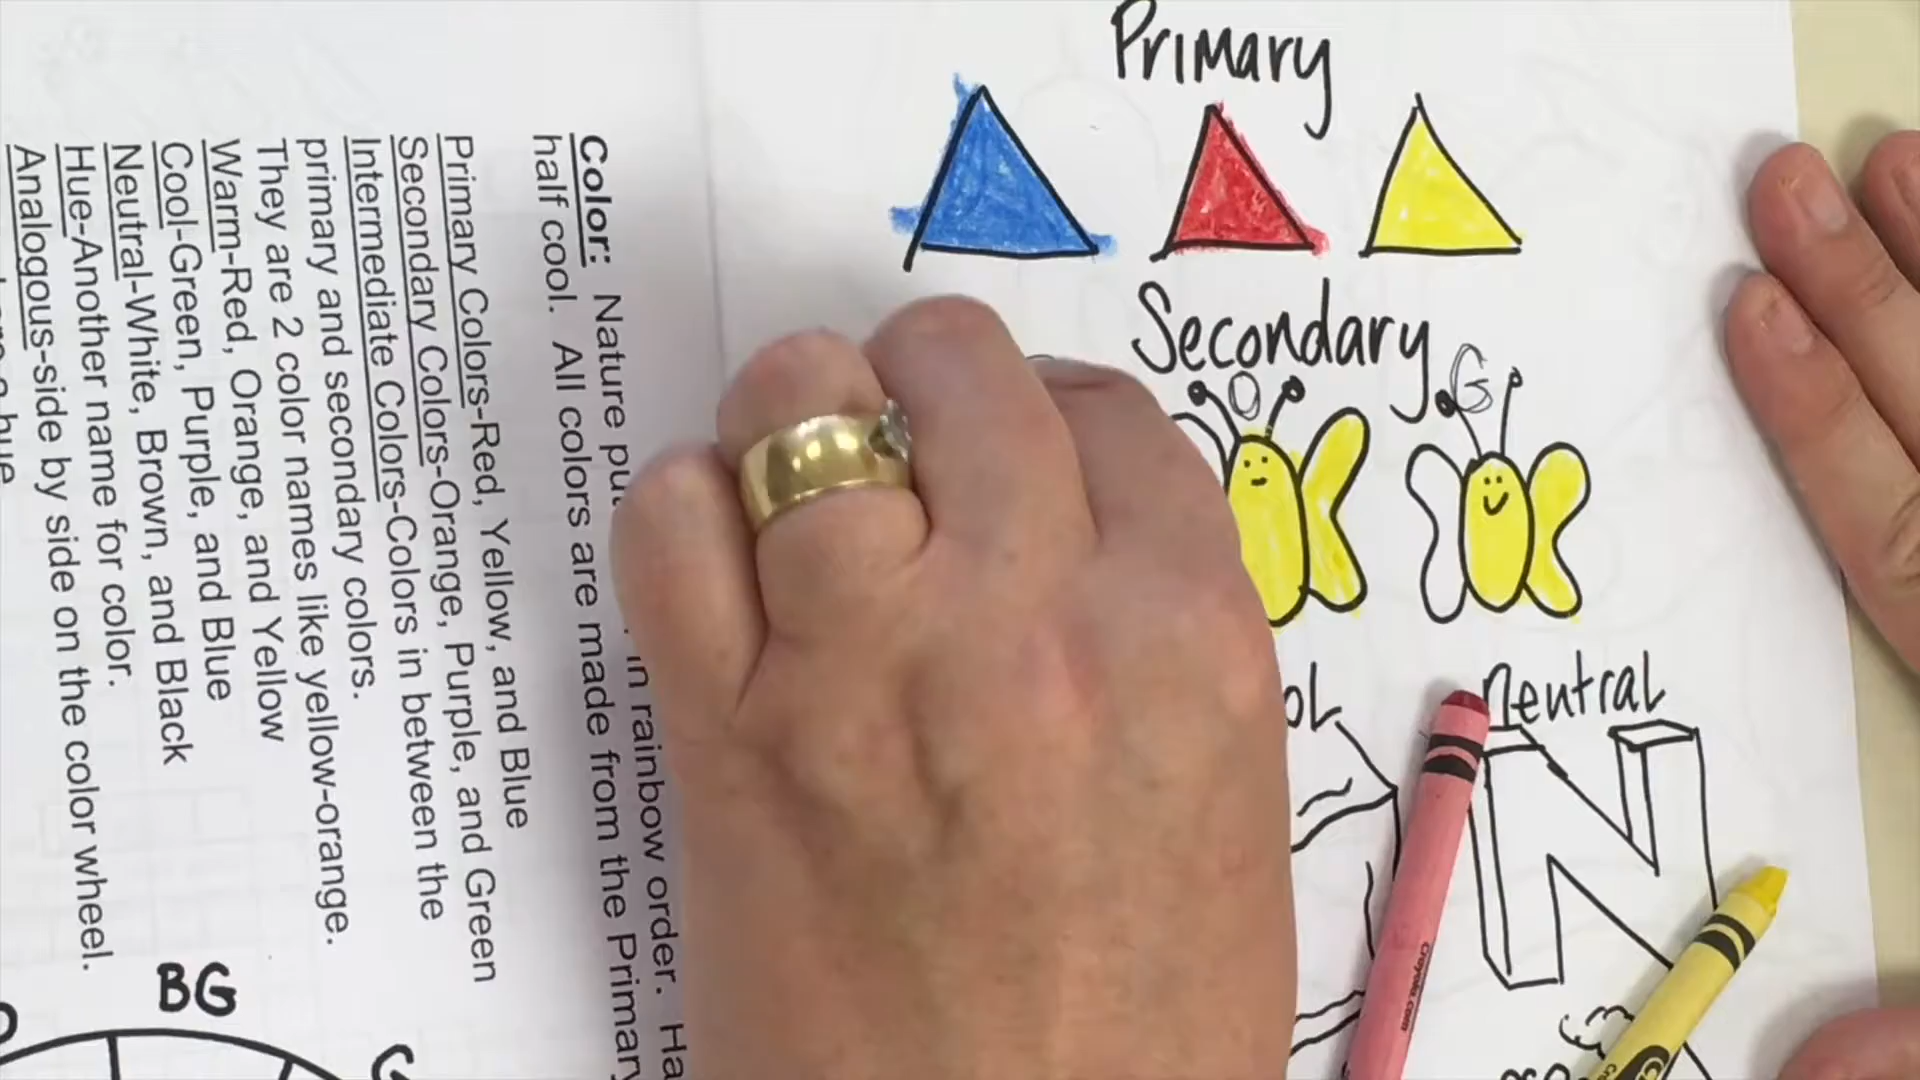 Primary
Secondary
O
G
ol
Neutral
Color: Nature pu in rainbow order. Ha
half cool. All colors are made from the Primary
Primary Colors-Red, Yellow, and Blue
Secondary Colors-Orange, Purple, and Green
Intermediate Colors-Colors in between the
primary and secondary colors.
They are 2 color names like yellow-orange.
Warm-Red, Orange, and Yellow
Cool-Green, Purple, and Blue
Neutral-White, Brown, and Black
Hue-Another name for color.
Analogous-side by side on the color wheel.
hue
BG
G
Crayola.com